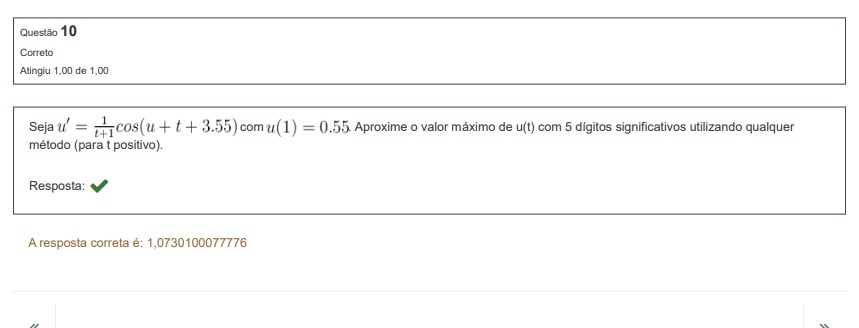 Questão 10
Correto
Atingiu 1,00 de 1,00
Seja u′ = \frac{1}{t+1}cos(u + t + 3.55) com u(1) = 0.55. Aproxime o valor máximo de u(t) com 5 dígitos significativos utilizando qualquer
método (para t positivo).
Resposta: ✔
A resposta correta é: 1,0730100077776